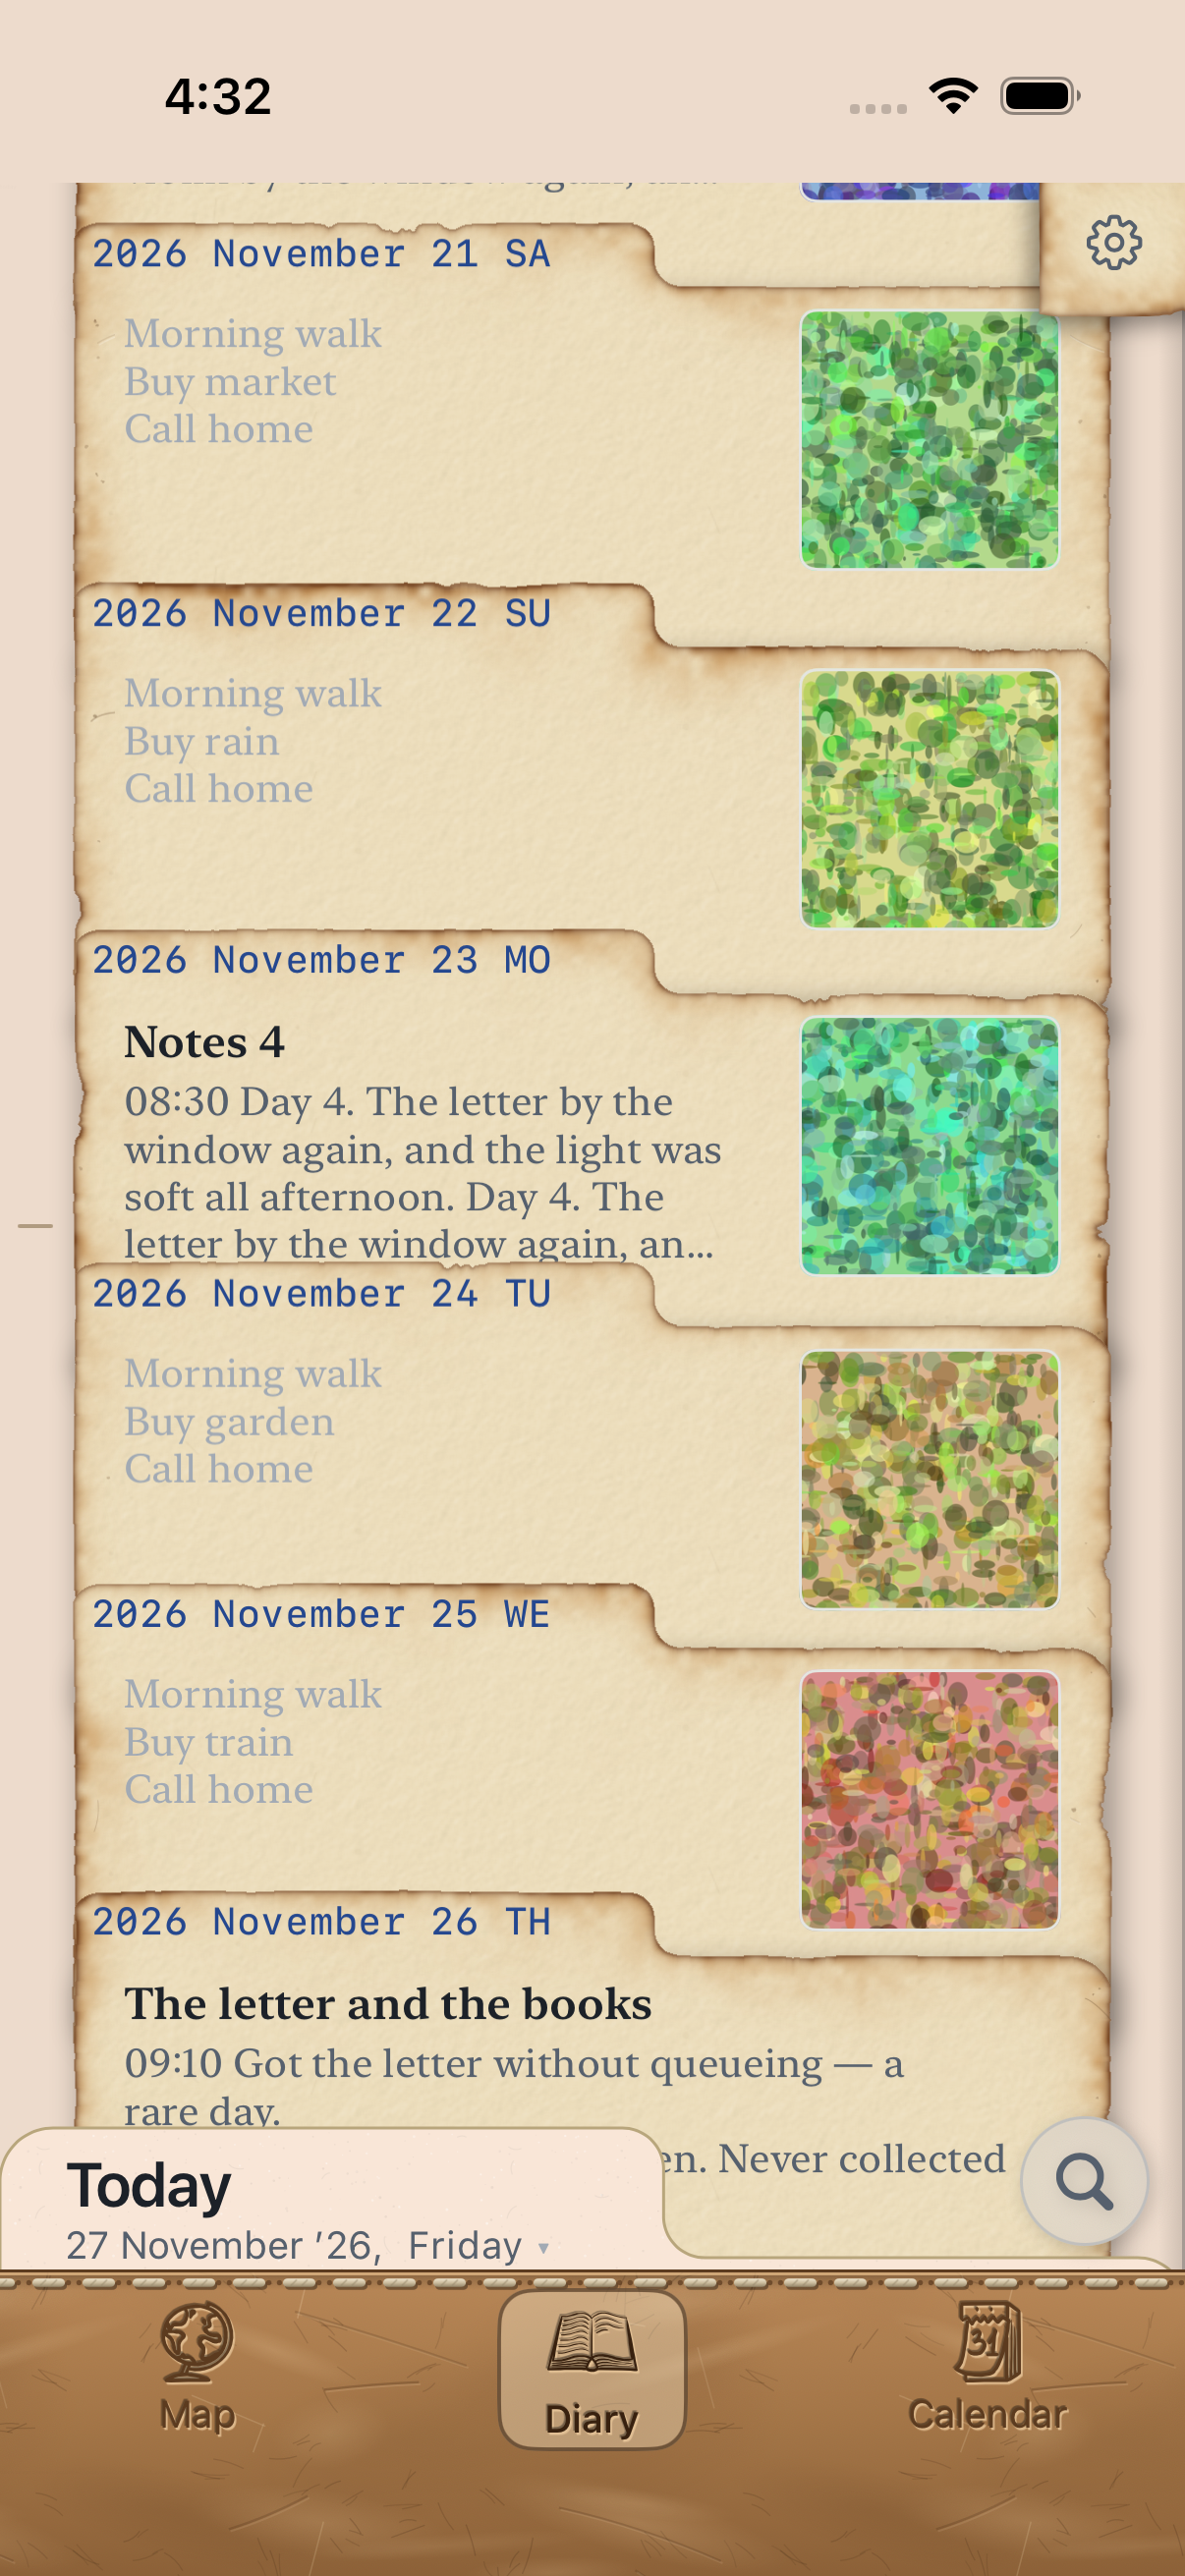 4:32
2026 November 21 SA
Morning walk
Buy market
Call home
2026 November 22 SU
Morning walk
Buy rain
Call home
2026 November 23 MO
Notes 4
08:30 Day 4. The letter by the
window again, and the light was
soft all afternoon. Day 4. The
letter by the window again, an...
2026 November 24 TU
Morning walk
Buy garden
Call home
2026 November 25 WE
Morning walk
Buy train
Call home
2026 November 26 TH
The letter and the books
09:10 Got the letter without queueing — a
rare day.
Never collected
Today
27 November ’26, Friday
Map
Diary
31
Calendar